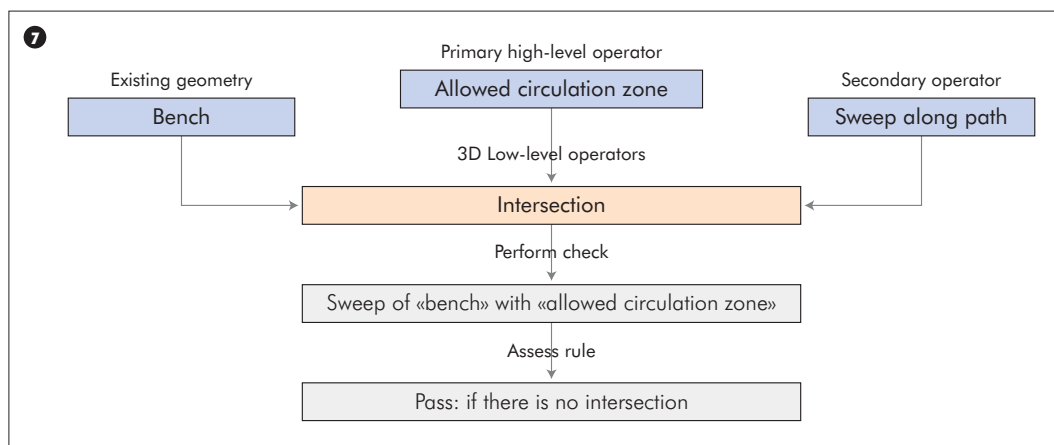 7
Primary high-level operator
Existing geometry
Allowed circulation zone
Secondary operator
Bench
Sweep along path
3D Low-level operators
Intersection
Perform check
Sweep of «bench» with «allowed circulation zone»
Assess rule
Pass: if there is no intersection